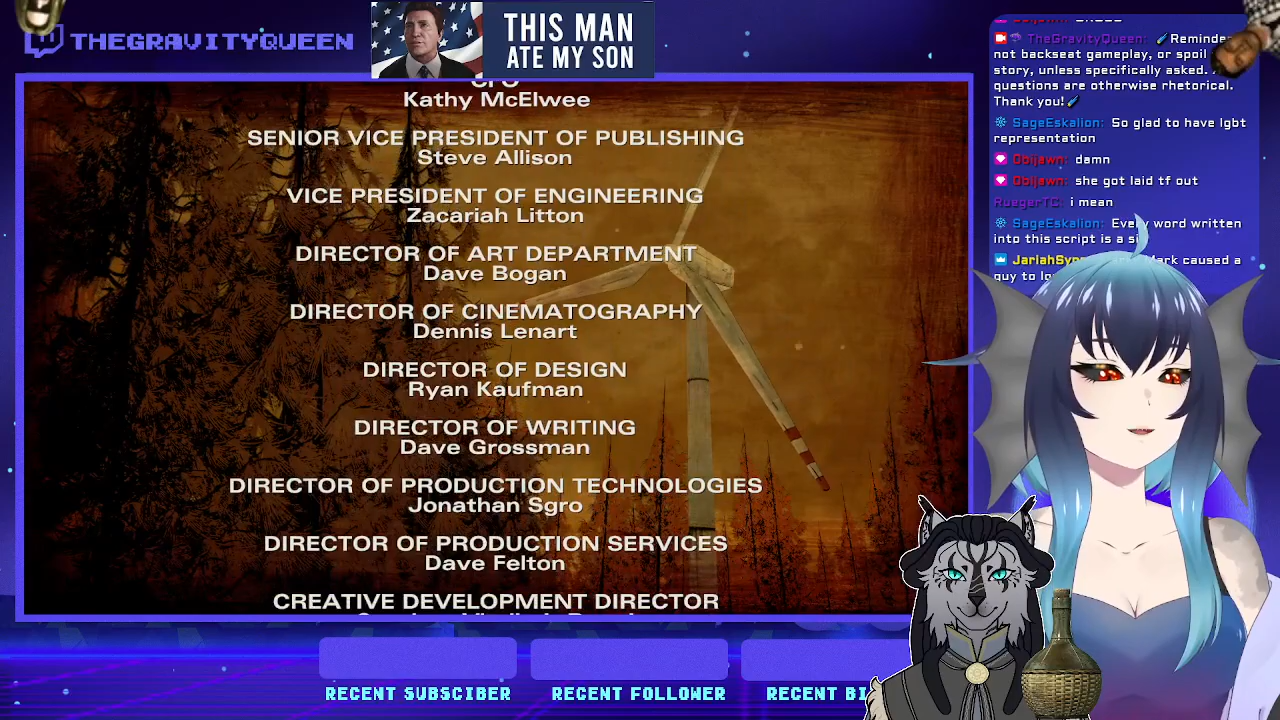 THEGRAVITYQUEEN
THIS MAN
ATE MY SON
Kathy McElwee
SENIOR VICE PRESIDENT OF PUBLISHING
Steve Allison
VICE PRESIDENT OF ENGINEERING
Zacariah Litton
DIRECTOR OF ART DEPARTMENT
Dave Bogan
DIRECTOR OF CINEMATOGRAPHY
Dennis Lenart
DIRECTOR OF DESIGN
Ryan Kaufman
DIRECTOR OF WRITING
Dave Grossman
DIRECTOR OF PRODUCTION TECHNOLOGIES
Jonathan Sgro
DIRECTOR OF PRODUCTION SERVICES
Dave Felton
CREATIVE DEVELOPMENT DIRECTOR
TheGravityQueen: Reminder
not backseat gameplay, or spoil
story, unless specifically asked.
questions are otherwise rhetorical.
Thank you!
SageEskalion: So glad to have lgbt
representation
Obijawn: damn
Obijawn: she got laid tf out
RuegerTC: i mean
SageEskalion: Every word written
into this script is a
caused a
guy to
RECENT SUBSCIBER
RECENT FOLLOWER
RECENT